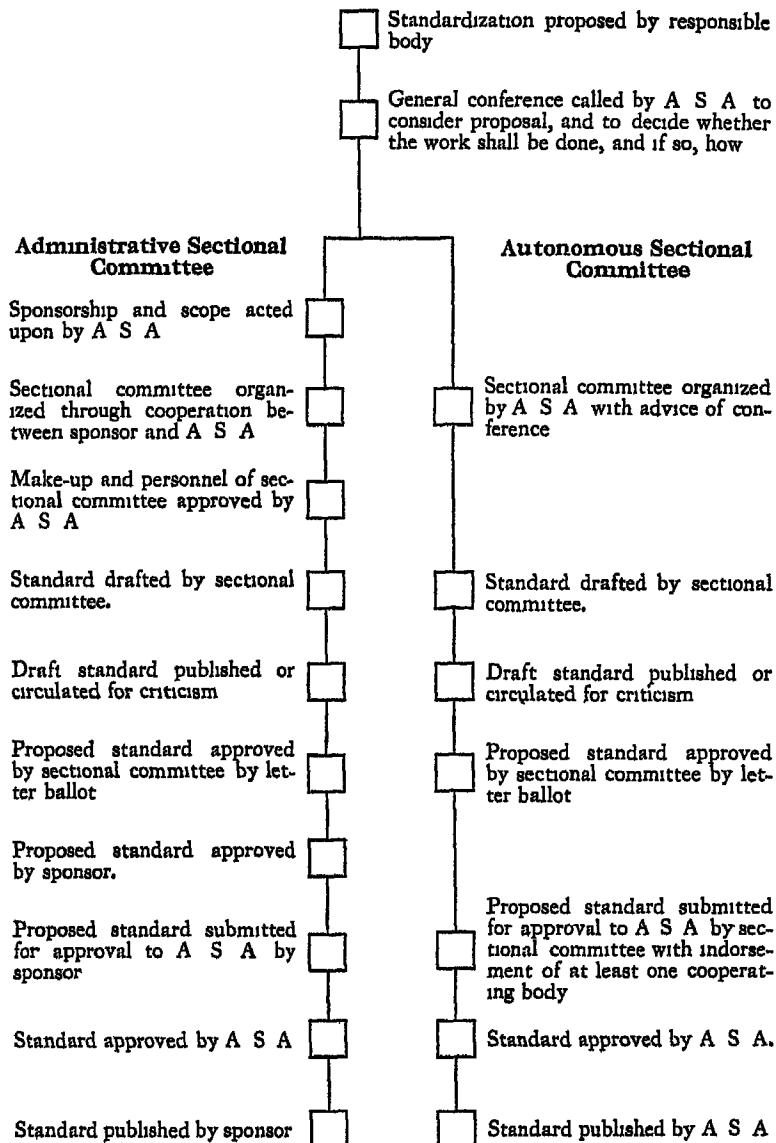 Standardization proposed by responsible
body
General conference called by A S A to
consider proposal, and to decide whether
the work shall be done, and if so, how
Administrative Sectional
Committee
Sponsorship and scope acted
upon by A S A
Sectional committee organ-
ized through cooperation be-
tween sponsor and A S A
Make-up and personnel of sec-
tional committee approved by
A S A
Standard drafted by sectional
committee.
Draft standard published or
circulated for criticism
Proposed standard approved
by sectional committee by let-
ter ballot
Proposed standard approved
by sponsor.
Proposed standard submitted
for approval to A S A by
sponsor
Standard approved by A S A
Standard published by sponsor
Autonomous Sectional
Committee
Sectional committee organized
by A S A with advice of con-
ference
Standard drafted by sectional
committee.
Draft standard published or
circulated for criticism
Proposed standard approved
by sectional committee by let-
ter ballot
Proposed standard submitted
for approval to A S A by sec-
tional committee with indorse-
ment of at least one cooperat-
ing body
Standard approved by A S A.
Standard published by A S A